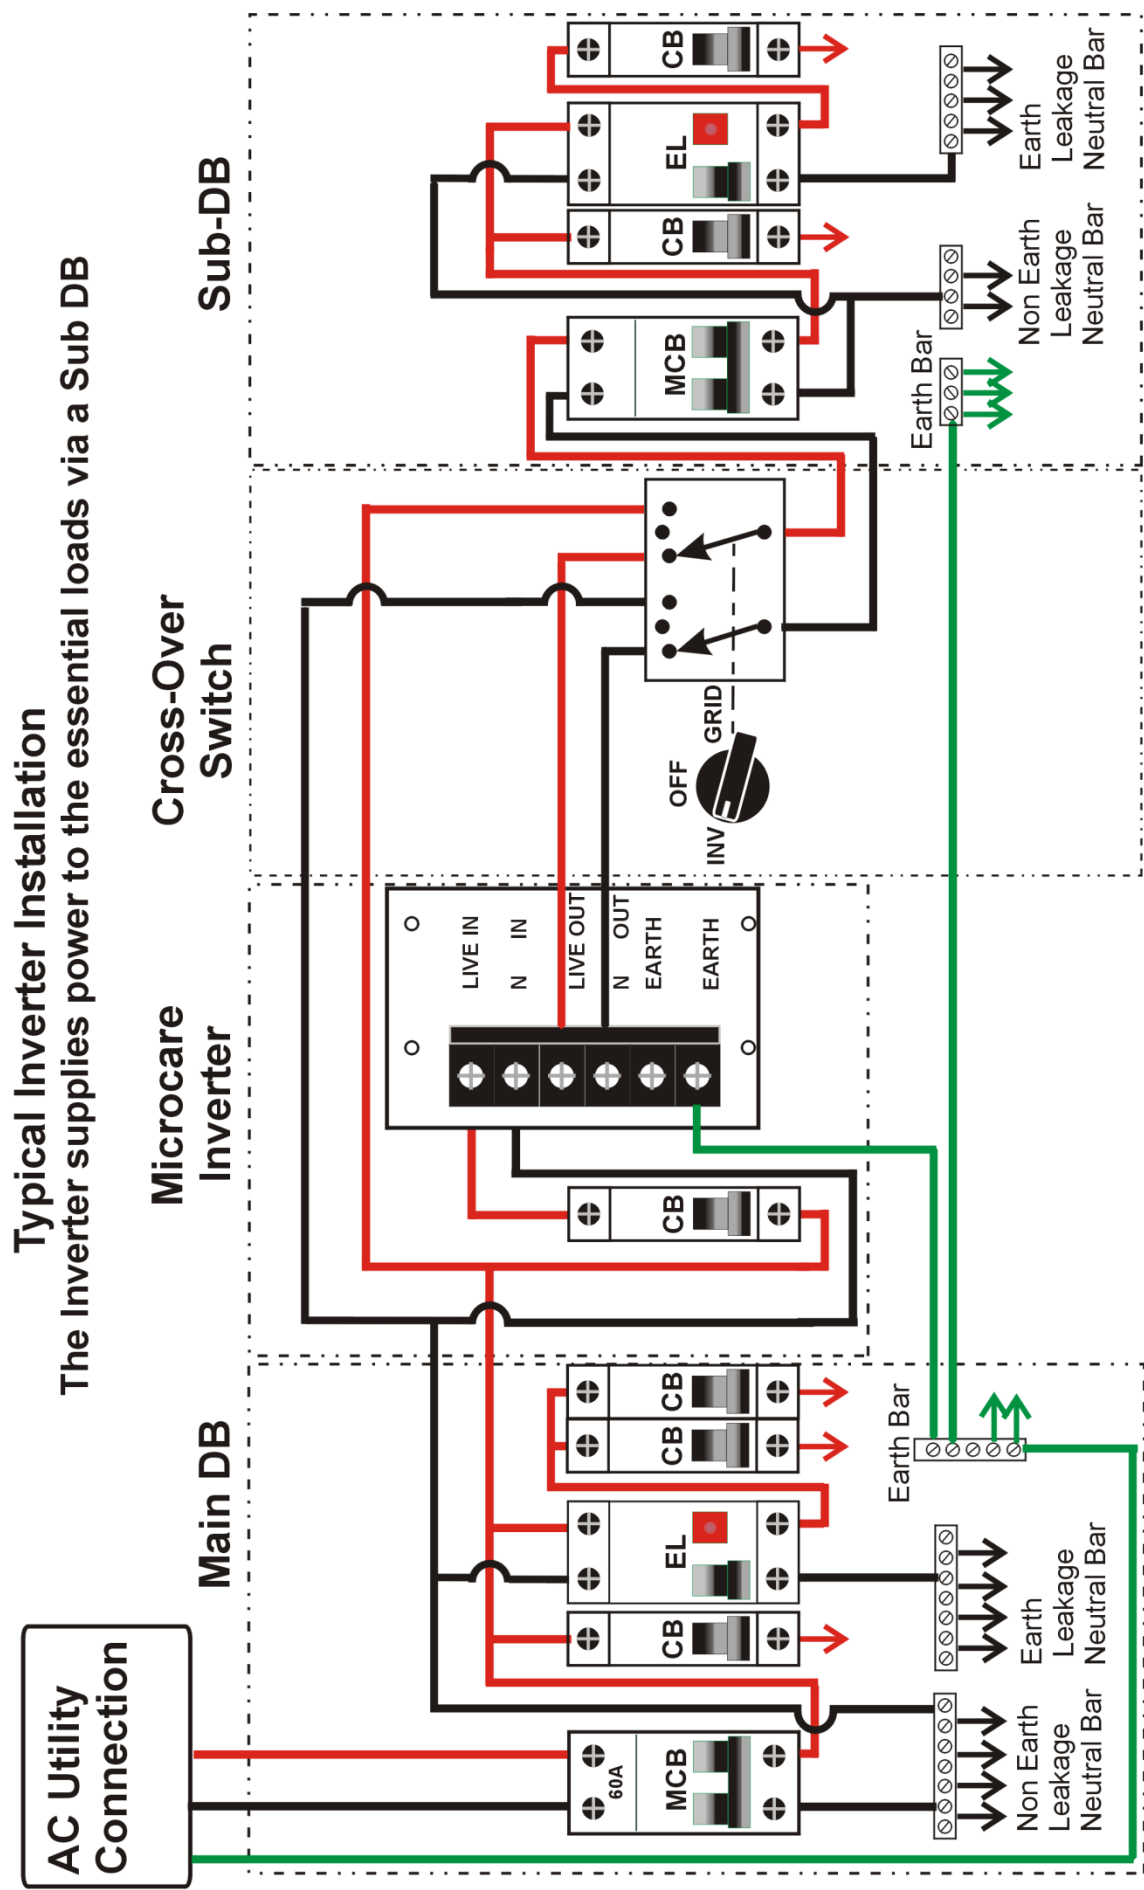 Typical Inverter Installation
The Inverter supplies power to the essential loads via a Sub DB
AC Utility
Connection
Main DB
Microcare
Inverter
Cross-Over
Switch
Sub-DB
60A
MCB
CB
EL
CB
CB
Non Earth
Leakage
Neutral Bar
Earth
Leakage
Neutral Bar
Earth Bar
CB
LIVE IN
N IN
LIVE OUT
N OUT
EARTH
EARTH
INV
OFF
GRID
MCB
CB
EL
CB
Earth Bar
Non Earth
Leakage
Neutral Bar
Earth
Leakage
Neutral Bar